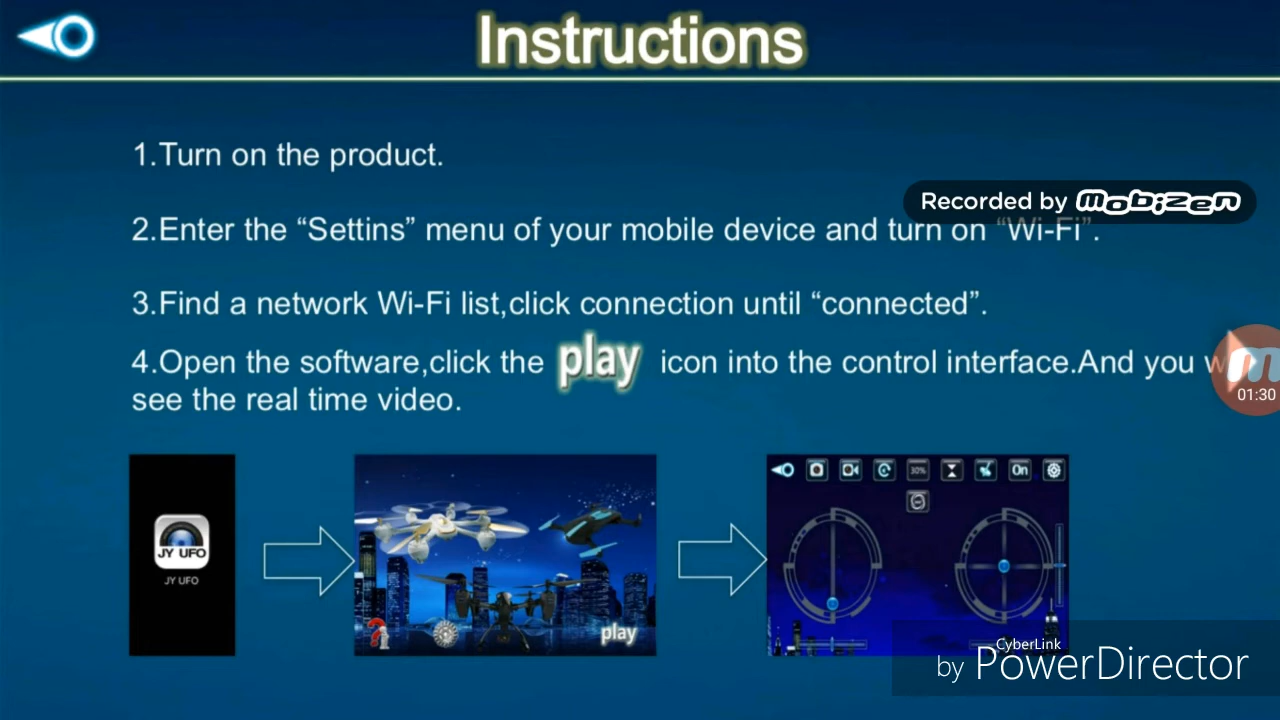 Instructions
1.Turn on the product.
Recorded by mobizen
2.Enter the “Settins” menu of your mobile device and turn on “Wi-Fi”.
3.Find a network Wi-Fi list,click connection until “connected”.
4.Open the software,click the play icon into the control interface.And you
see the real time video.
01:30
JY UFO
JY UFO
play
30%
On
CyberLink
by PowerDirector